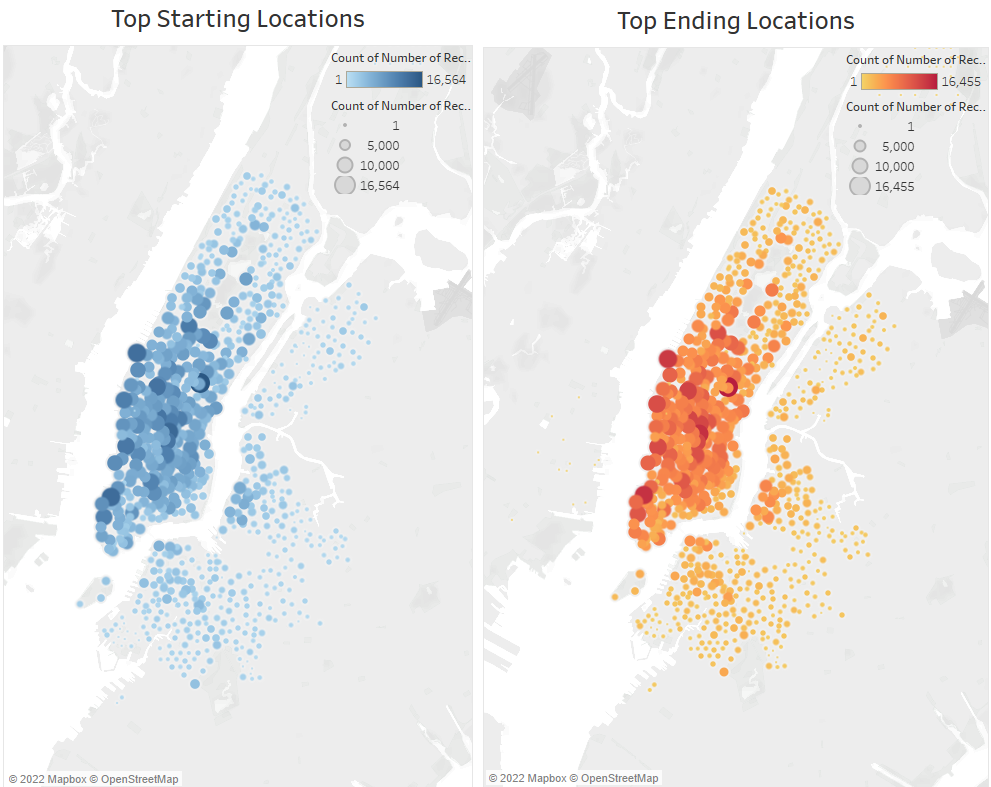 Top Starting Locations
Count of Number of Rec..
1 16,564
Count of Number of Rec..
1
5,000
10,000
16,564
© 2022 Mapbox © OpenStreetMap
Top Ending Locations
Count of Number of Rec..
1 16,455
Count of Number of Rec..
1
5,000
10,000
16,455
© 2022 Mapbox © OpenStreetMap